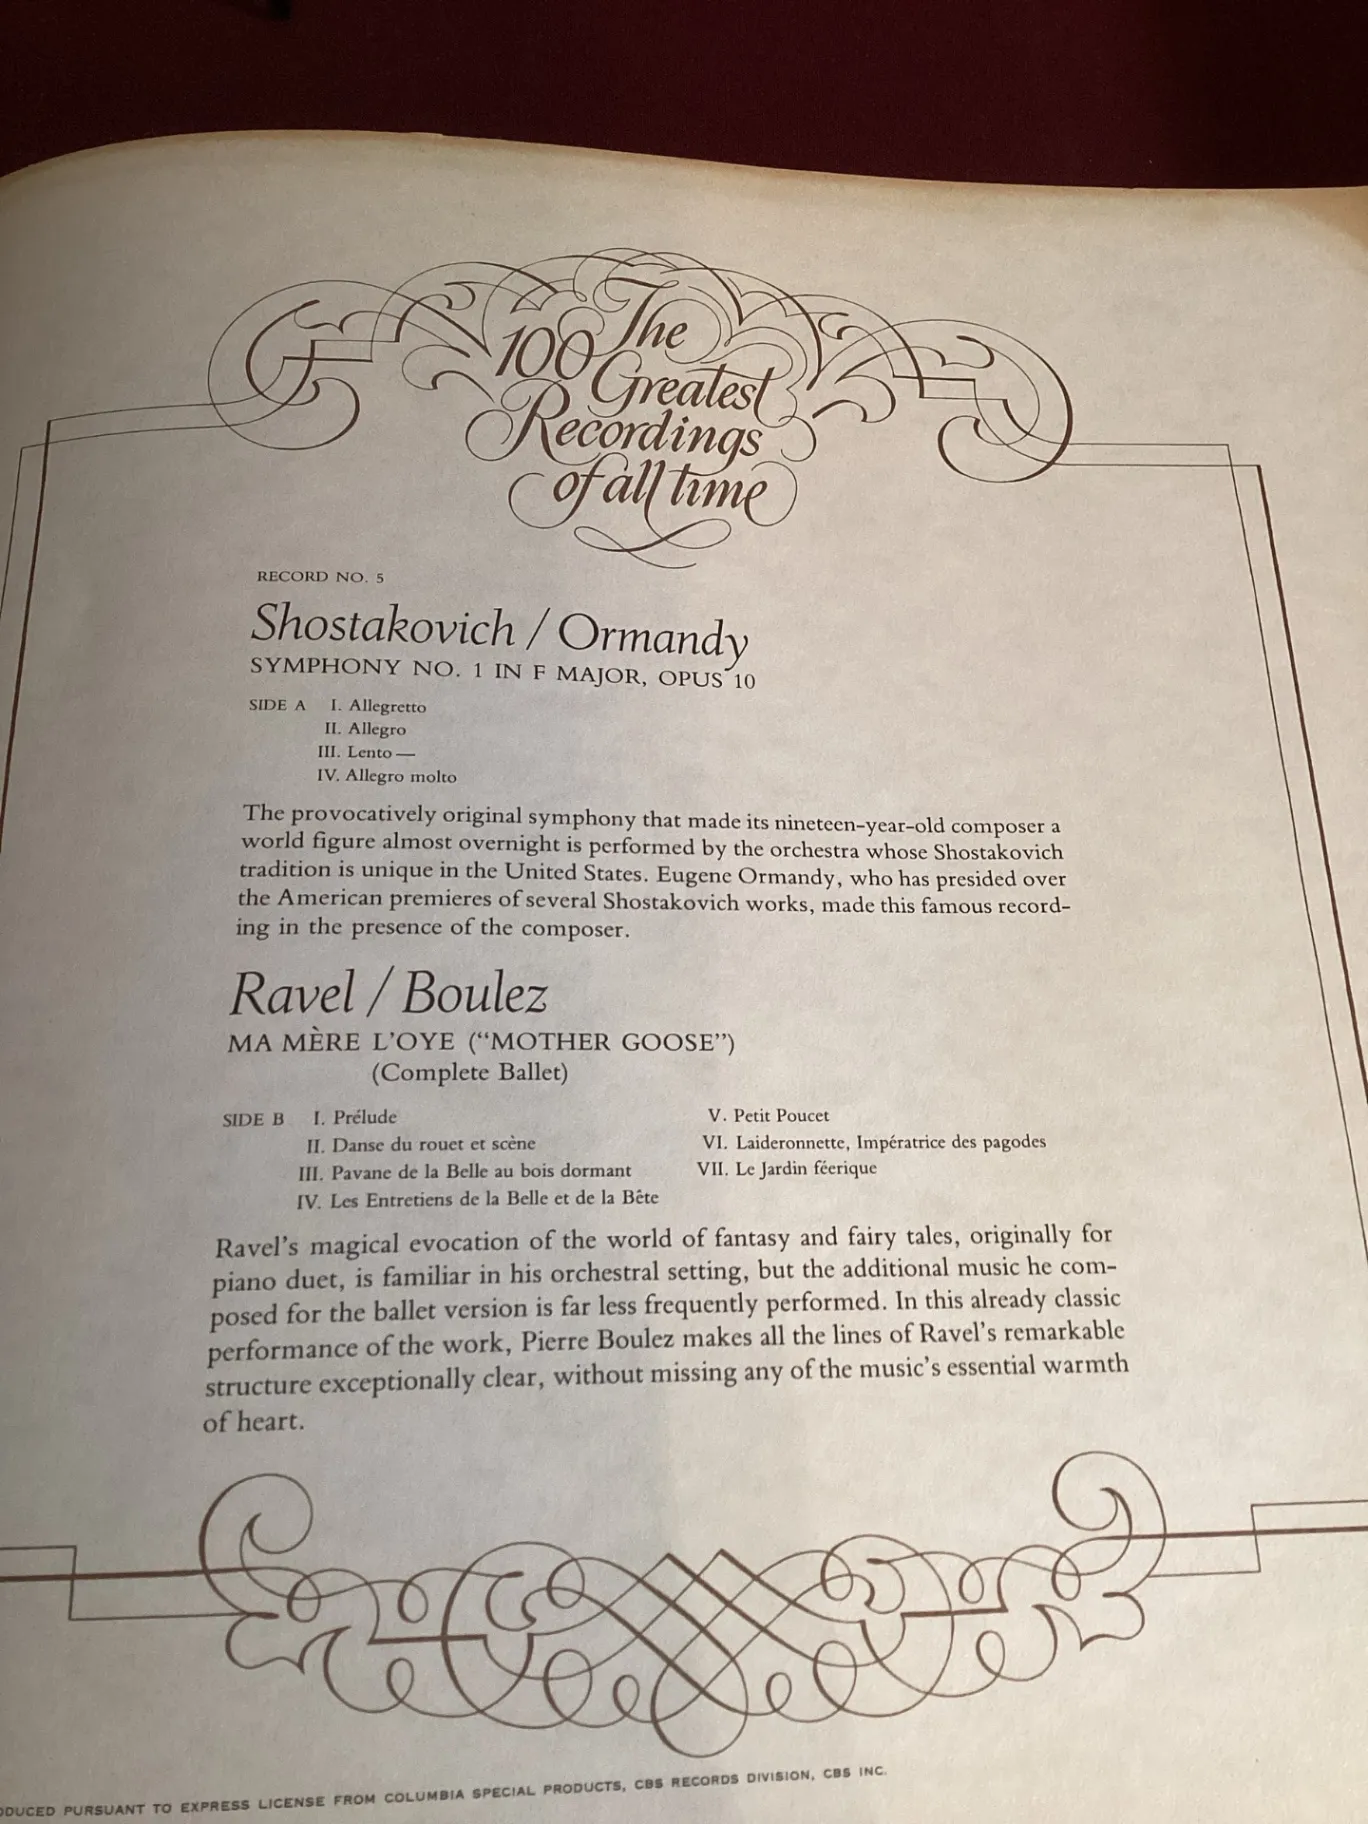 The
100
Greatest
Recordings
of all time
RECORD NO. 5
Shostakovich / Ormandy
SYMPHONY NO. 1 IN F MAJOR, OPUS 10
SIDE A I. Allegretto
II. Allegro
III. Lento —
IV. Allegro molto
The provocatively original symphony that made its nineteen-year-old composer a
world figure almost overnight is performed by the orchestra whose Shostakovich
tradition is unique in the United States. Eugene Ormandy, who has presided over
the American premieres of several Shostakovich works, made this famous record-
ing in the presence of the composer.
Ravel / Boulez
MA MÈRE L'OYE (“MOTHER GOOSE”)
(Complete Ballet)
SIDE B I. Prélude
II. Danse du rouet et scène
III. Pavane de la Belle au bois dormant
IV. Les Entretiens de la Belle et de la Bête
V. Petit Poucet
VI. Laideronnette, Impératrice des pagodes
VII. Le Jardin féerique
Ravel's magical evocation of the world of fantasy and fairy tales, originally for
piano duet, is familiar in his orchestral setting, but the additional music he com-
posed for the ballet version is far less frequently performed. In this already classic
performance of the work, Pierre Boulez makes all the lines of Ravel's remarkable
structure exceptionally clear, without missing any of the music's essential warmth
of heart.
PURSUANT TO EXPRESS LICENSE FROM COLUMBIA SPECIAL PRODUCTS, CBS RECORDS DIVISION, CBS INC.